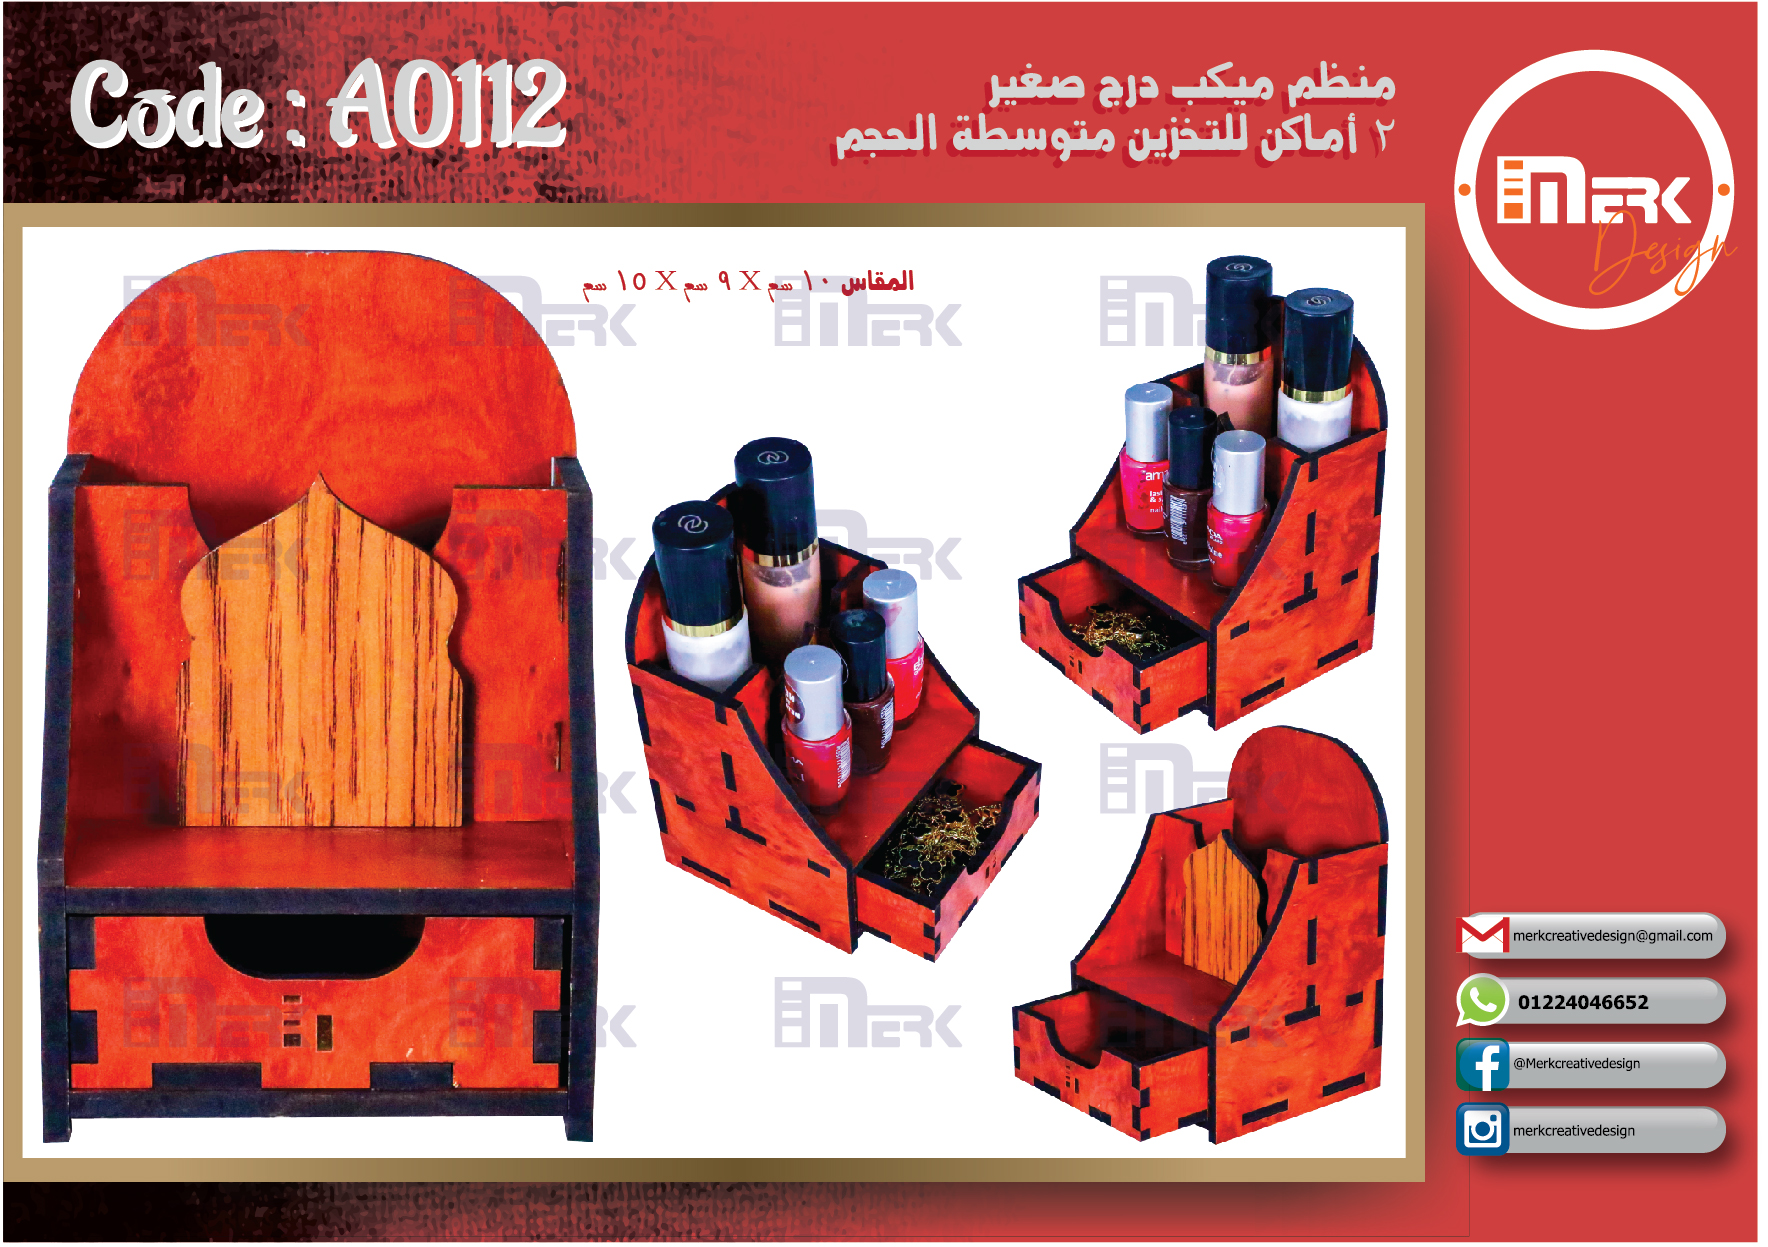 Code : A0112
منظم ميكب درج صغير
٢ أماكن للتخزين متوسطة الحجم
MERK
Design
المقاس ١٠ سم X ٩ سم X ١٥ سم
merkcreativedesign@gmail.com
01224046652
@Merkcreativedesign
merkcreativedesign